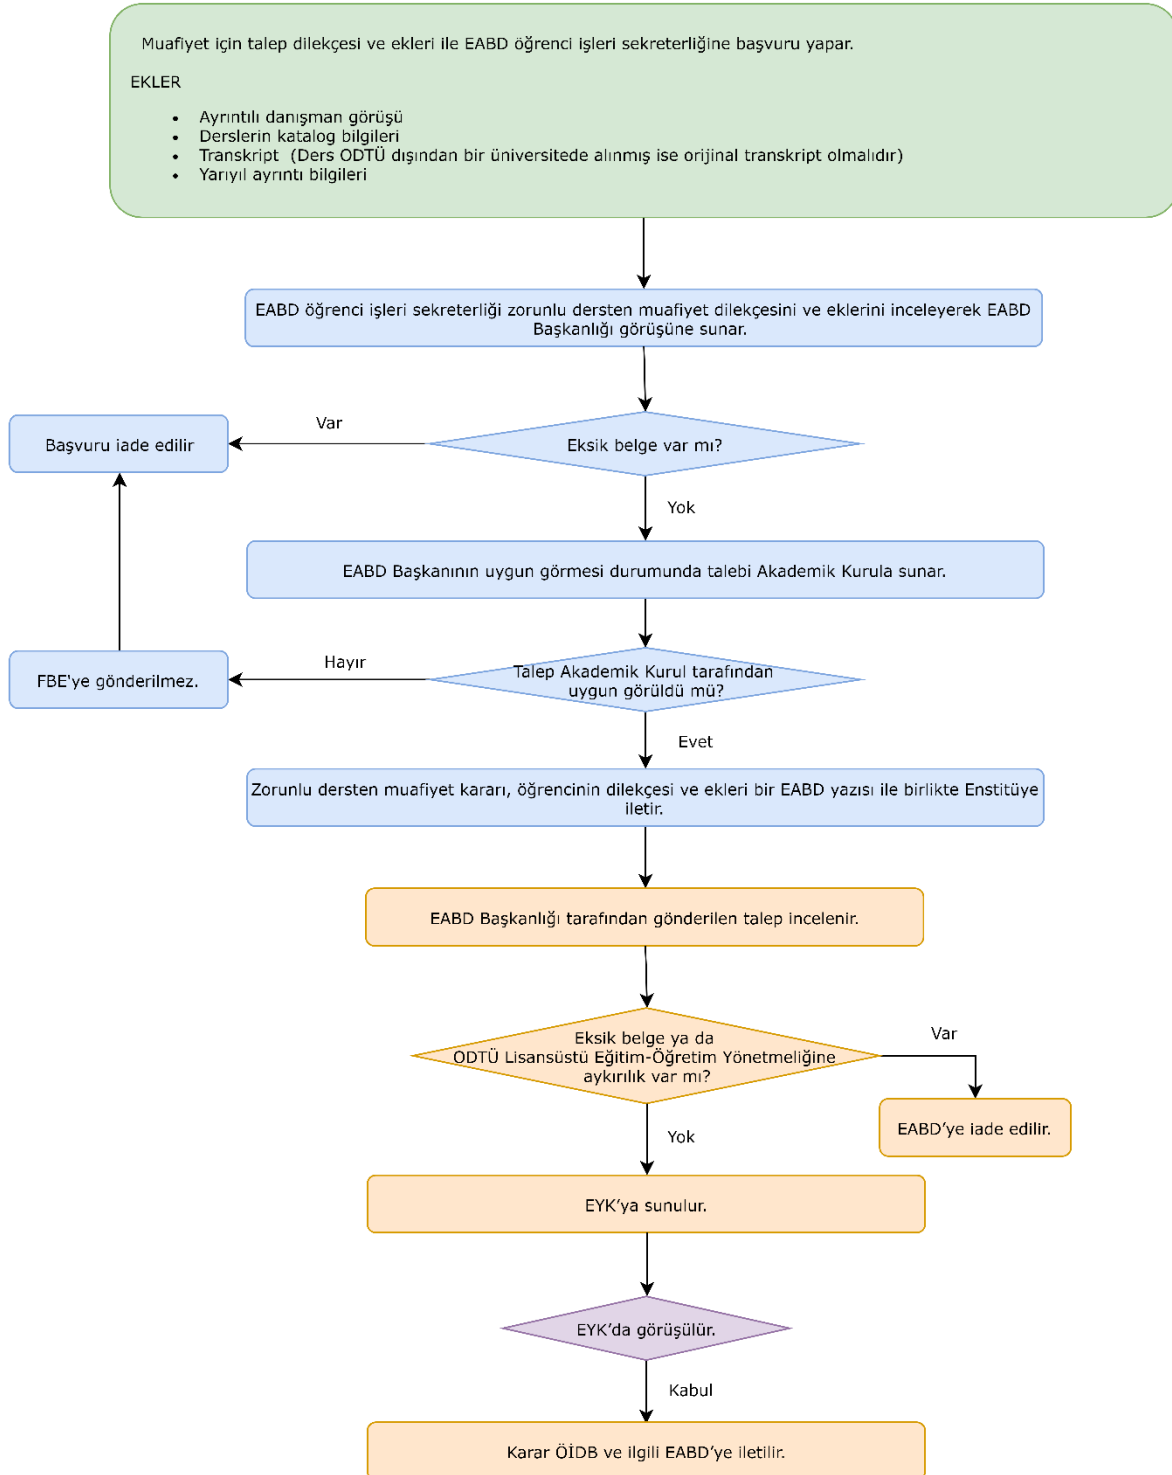 Muafiyet için talep dilekçesi ve ekleri ile EABD öğrenci işleri sekreterliğine başvuru yapar.
EKLER
• Ayrıntılı danışman görüşü
• Derslerin katalog bilgileri
• Transkript (Ders ODTÜ dışından bir üniversitede alınmış ise orijinal transkript olmalıdır)
• Yarıyıl ayrıntı bilgileri
EABD öğrenci işleri sekreterliği zorunlu dersten muafiyet dilekçesini ve eklerini inceleyerek EABD
Başkanlığı görüşüne sunar.
Var
Başvuru iade edilir
Eksik belge var mı?
Yok
EABD Başkanının uygun görmesi durumunda talebi Akademik Kurula sunar.
Hayır
FBE'ye gönderilmez.
Talep Akademik Kurul tarafından
uygun görüldü mü?
Evet
Zorunlu dersten muafiyet kararı, öğrencinin dilekçesi ve ekleri bir EABD yazısı ile birlikte Enstitüye
iletir.
EABD Başkanlığı tarafından gönderilen talep incelenir.
Eksik belge ya da
ODTÜ Lisansüstü Eğitim-Öğretim Yönetmeliğine
aykırılık var mı?
Var
EABD’ye iade edilir.
Yok
EYK’ya sunulur.
EYK’da görüşülür.
Kabul
Karar ÖİDB ve ilgili EABD’ye iletilir.